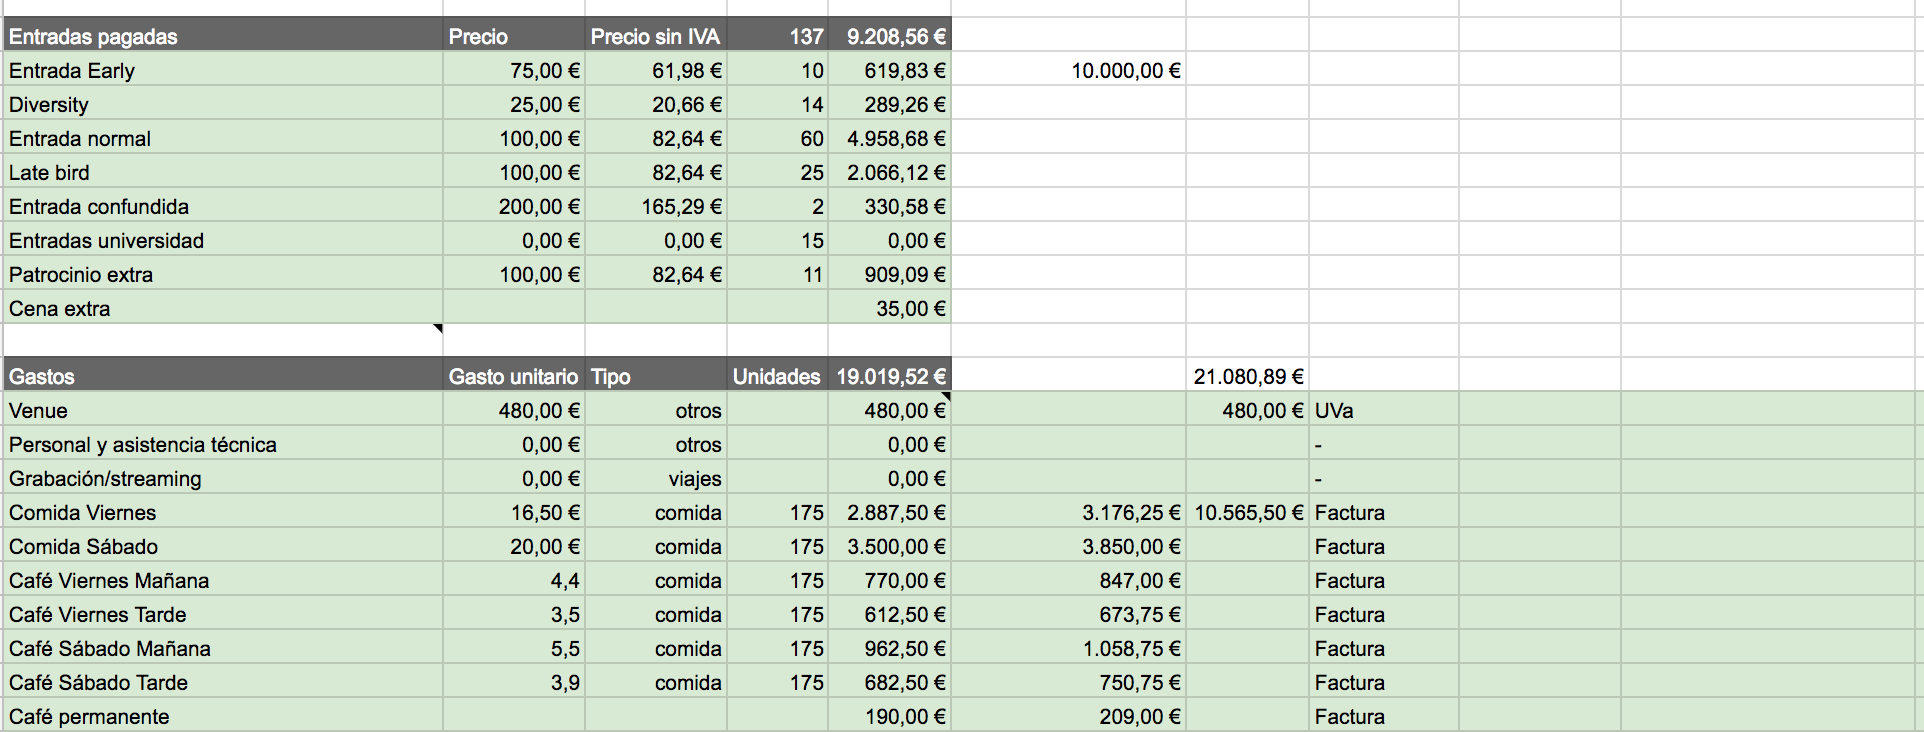 Entradas pagadas Precio Precio sin IVA 137 9.208,56 €
Entrada Early 75,00 € 61,98 € 10 619,83 € 10.000,00 €
Diversity 25,00 € 20,66 € 14 289,26 €
Entrada normal 100,00 € 82,64 € 60 4.958,68 €
Late bird 100,00 € 82,64 € 25 2.066,12 €
Entrada confundida 200,00 € 165,29 € 2 330,58 €
Entradas universidad 0,00 € 0,00 € 15 0,00 €
Patrocinio extra 100,00 € 82,64 € 11 909,09 €
Cena extra 35,00 €
Gastos Gasto unitario Tipo Unidades 19.019,52 € 21.080,89 €
Venue 480,00 € otros 480,00 € 480,00 € UVa
Personal y asistencia técnica 0,00 € otros 0,00 € -
Grabación/streaming 0,00 € viajes 0,00 € -
Comida Viernes 16,50 € comida 175 2.887,50 € 3.176,25 € 10.565,50 € Factura
Comida Sábado 20,00 € comida 175 3.500,00 € 3.850,00 € Factura
Café Viernes Mañana 4,4 comida 175 770,00 € 847,00 € Factura
Café Viernes Tarde 3,5 comida 175 612,50 € 673,75 € Factura
Café Sábado Mañana 5,5 comida 175 962,50 € 1.058,75 € Factura
Café Sábado Tarde 3,9 comida 175 682,50 € 750,75 € Factura
Café permanente 190,00 € 209,00 € Factura